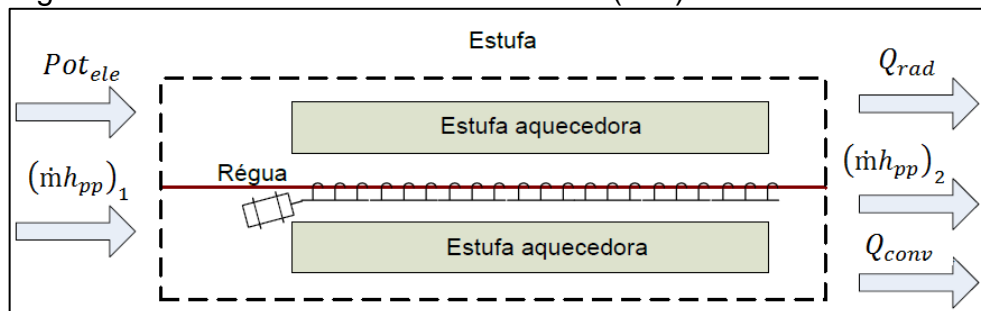 Estufa
Pot_ele
Q_rad
Estufa aquecedora
Régua
(ṁh_pp)_1
(ṁh_pp)_2
Estufa aquecedora
Q_conv